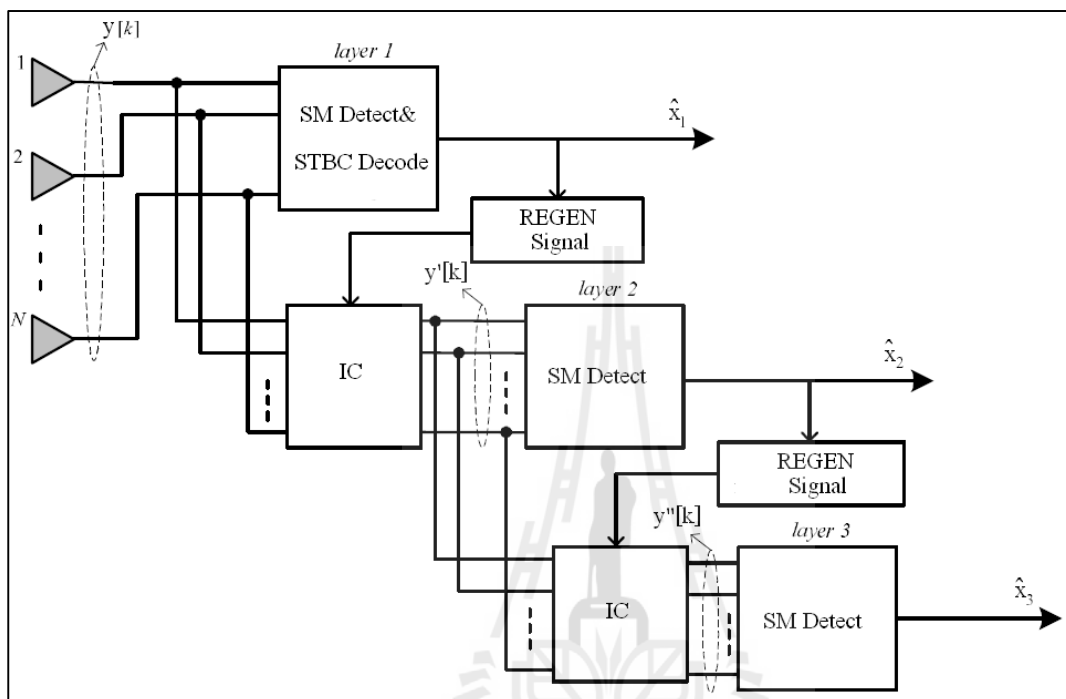 y[k]
layer 1
1
SM Detect&
STBC Decode
x̂₁
2
REGEN
Signal
N
IC
y'[k]
layer 2
SM Detect
x̂₂
REGEN
Signal
y''[k]
layer 3
IC
SM Detect
x̂₃